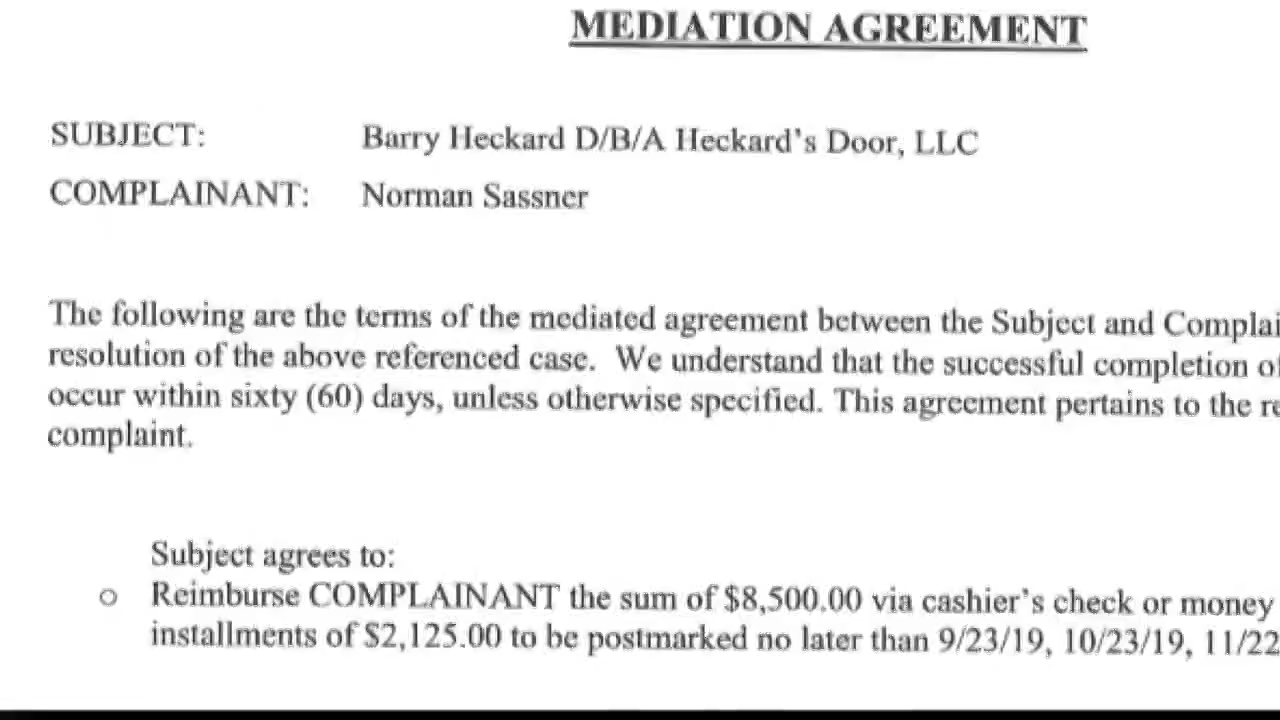 MEDIATION AGREEMENT
SUBJECT: Barry Heckard D/B/A Heckard's Door, LLC
COMPLAINANT: Norman Sassner
The following are the terms of the mediated agreement between the Subject and Complai
resolution of the above referenced case. We understand that the successful completion of
occur within sixty (60) days, unless otherwise specified. This agreement pertains to the re
complaint.
Subject agrees to:
o Reimburse COMPLAINANT the sum of $8,500.00 via cashier's check or money
installments of $2,125.00 to be postmarked no later than 9/23/19, 10/23/19, 11/22